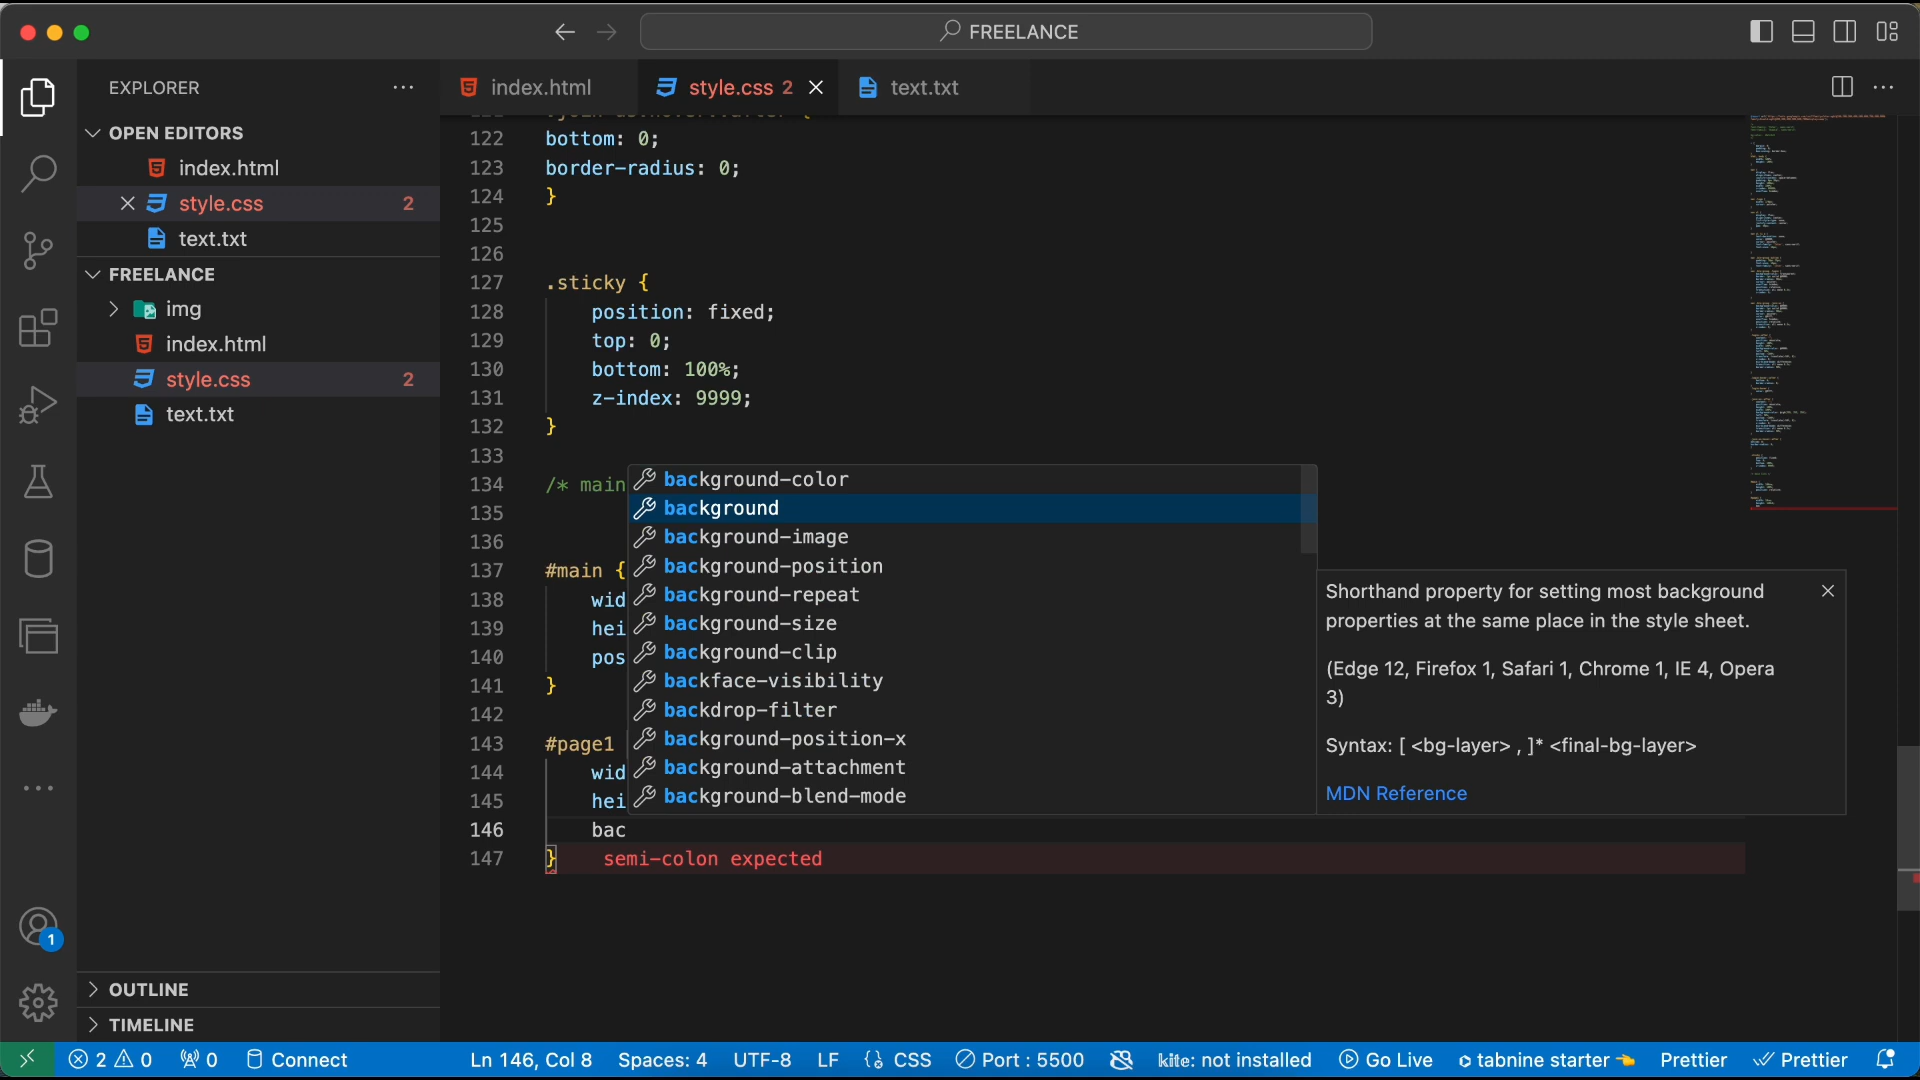 FREELANCE
EXPLORER
index.html
style.css 2
text.txt
OPEN EDITORS
index.html
style.css 2
text.txt
FREELANCE
img
index.html
style.css 2
text.txt
OUTLINE
TIMELINE
122 bottom: 0;
123 border-radius: 0;
124 }
125
126
127 .sticky {
128 position: fixed;
129 top: 0;
130 bottom: 100%;
131 z-index: 9999;
132 }
133
134 /* main
135
136
137 #main {
138 wid
139 hei
140 pos
141 }
142
143 #page1
144 wid
145 hei
146 bac
147 } semi-colon expected
background-color
background
background-image
background-position
background-repeat
background-size
background-clip
backface-visibility
backdrop-filter
background-position-x
background-attachment
background-blend-mode
Shorthand property for setting most background
properties at the same place in the style sheet.
(Edge 12, Firefox 1, Safari 1, Chrome 1, IE 4, Opera
3)
Syntax: [ <bg-layer> , ]* <final-bg-layer>
MDN Reference
1
2 0 0 Connect Ln 146, Col 8 Spaces: 4 UTF-8 LF CSS Port : 5500 kite: not installed Go Live tabnine starter Prettier Prettier